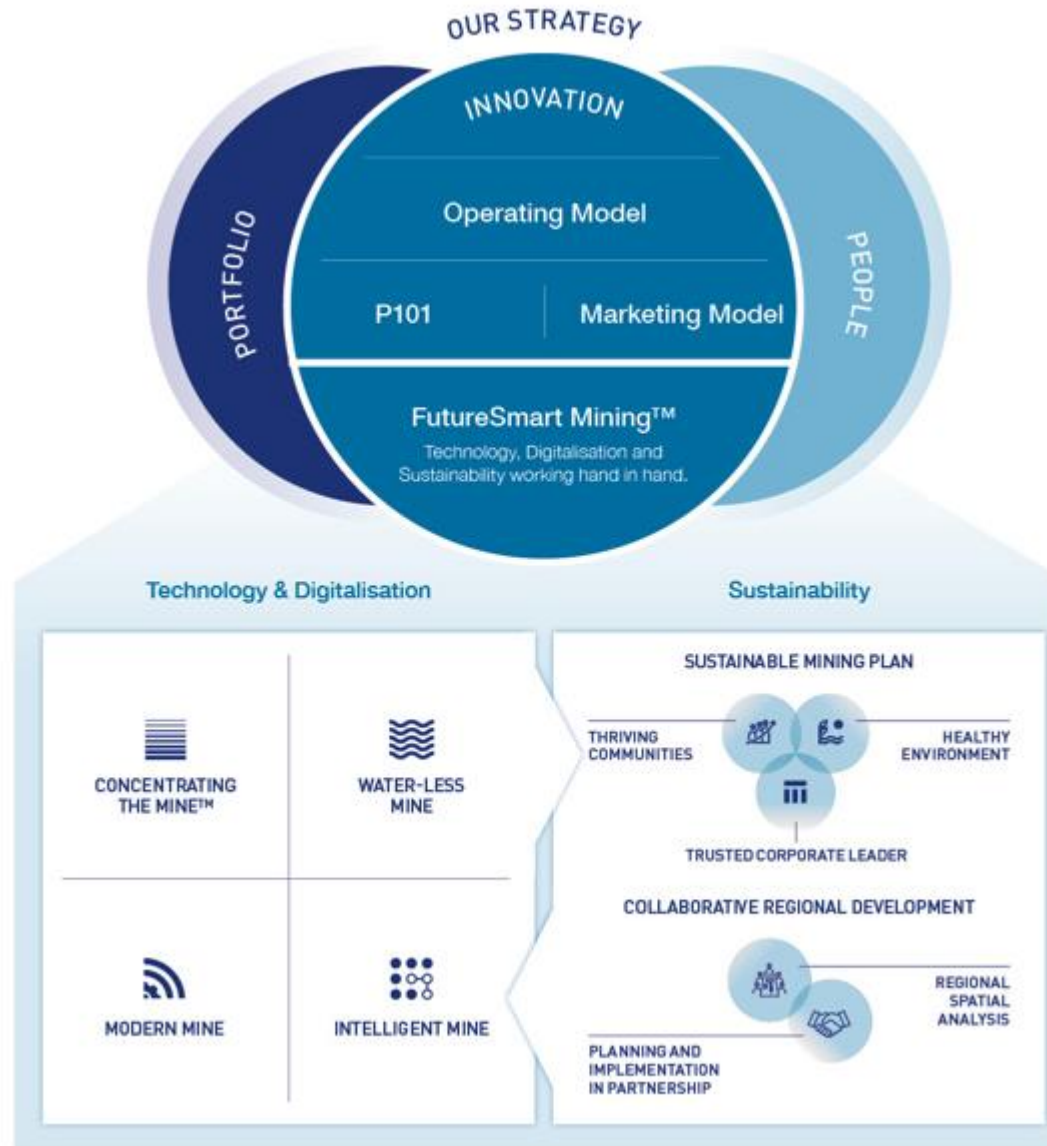 OUR STRATEGY
INNOVATION
PORTFOLIO
PEOPLE
Operating Model
P101
Marketing Model
FutureSmart Mining™
Technology, Digitalisation and
Sustainability working hand in hand.
Technology & Digitalisation
CONCENTRATING
THE MINE™
WATER-LESS
MINE
MODERN MINE
INTELLIGENT MINE
Sustainability
SUSTAINABLE MINING PLAN
THRIVING
COMMUNITIES
HEALTHY
ENVIRONMENT
TRUSTED CORPORATE LEADER
COLLABORATIVE REGIONAL DEVELOPMENT
REGIONAL
SPATIAL
ANALYSIS
PLANNING AND
IMPLEMENTATION
IN PARTNERSHIP